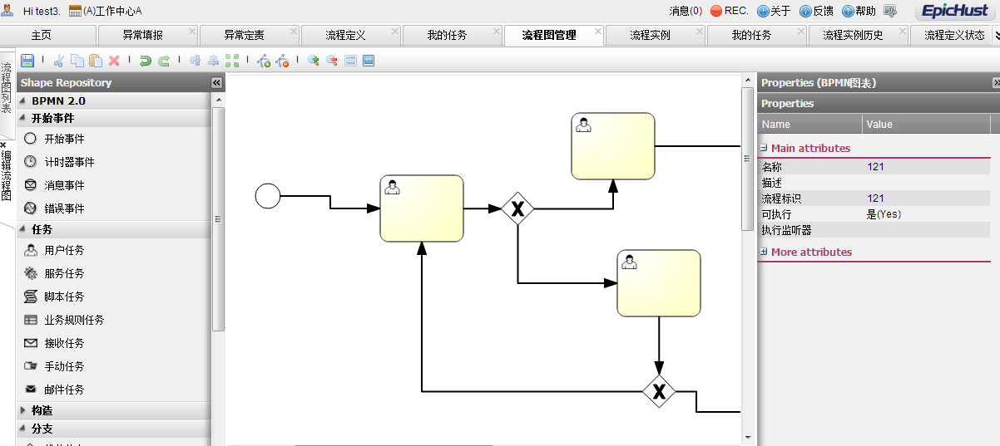 Hi test3. (A)工作中心A 消息(0) REC. 关于 反馈 帮助 EpicHust
主页 异常填报 异常定责 流程定义 我的任务 流程图管理 流程实例 我的任务 流程实例历史 流程定义状态
流程图列表
编辑流程图
Shape Repository
BPMN 2.0
开始事件
开始事件
计时器事件
消息事件
错误事件
任务
用户任务
服务任务
脚本任务
业务规则任务
接收任务
手动任务
邮件任务
构造
分支
Properties (BPMN图表)
Properties
Name Value
Main attributes
名称 121
描述
流程标识 121
可执行 是(Yes)
执行监听器
More attributes